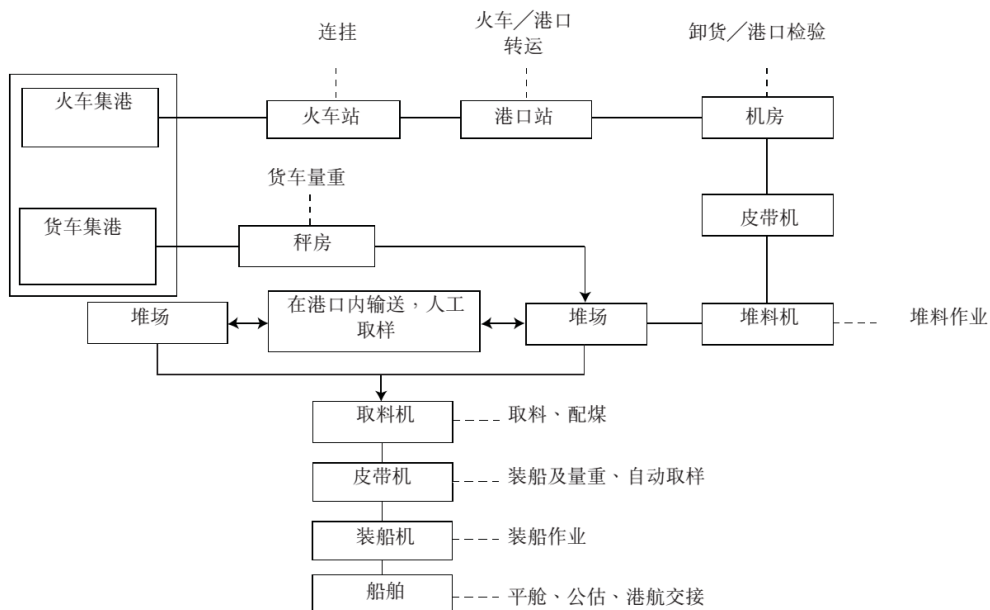 连挂
火车／港口
转运
卸货／港口检验
火车集港
火车站
港口站
机房
货车量重
皮带机
货车集港
秤房
堆场
在港口内输送，人工
取样
堆场
堆料机
堆料作业
取料机
取料、配煤
皮带机
装船及量重、自动取样
装船机
装船作业
船舶
平舱、公估、港航交接